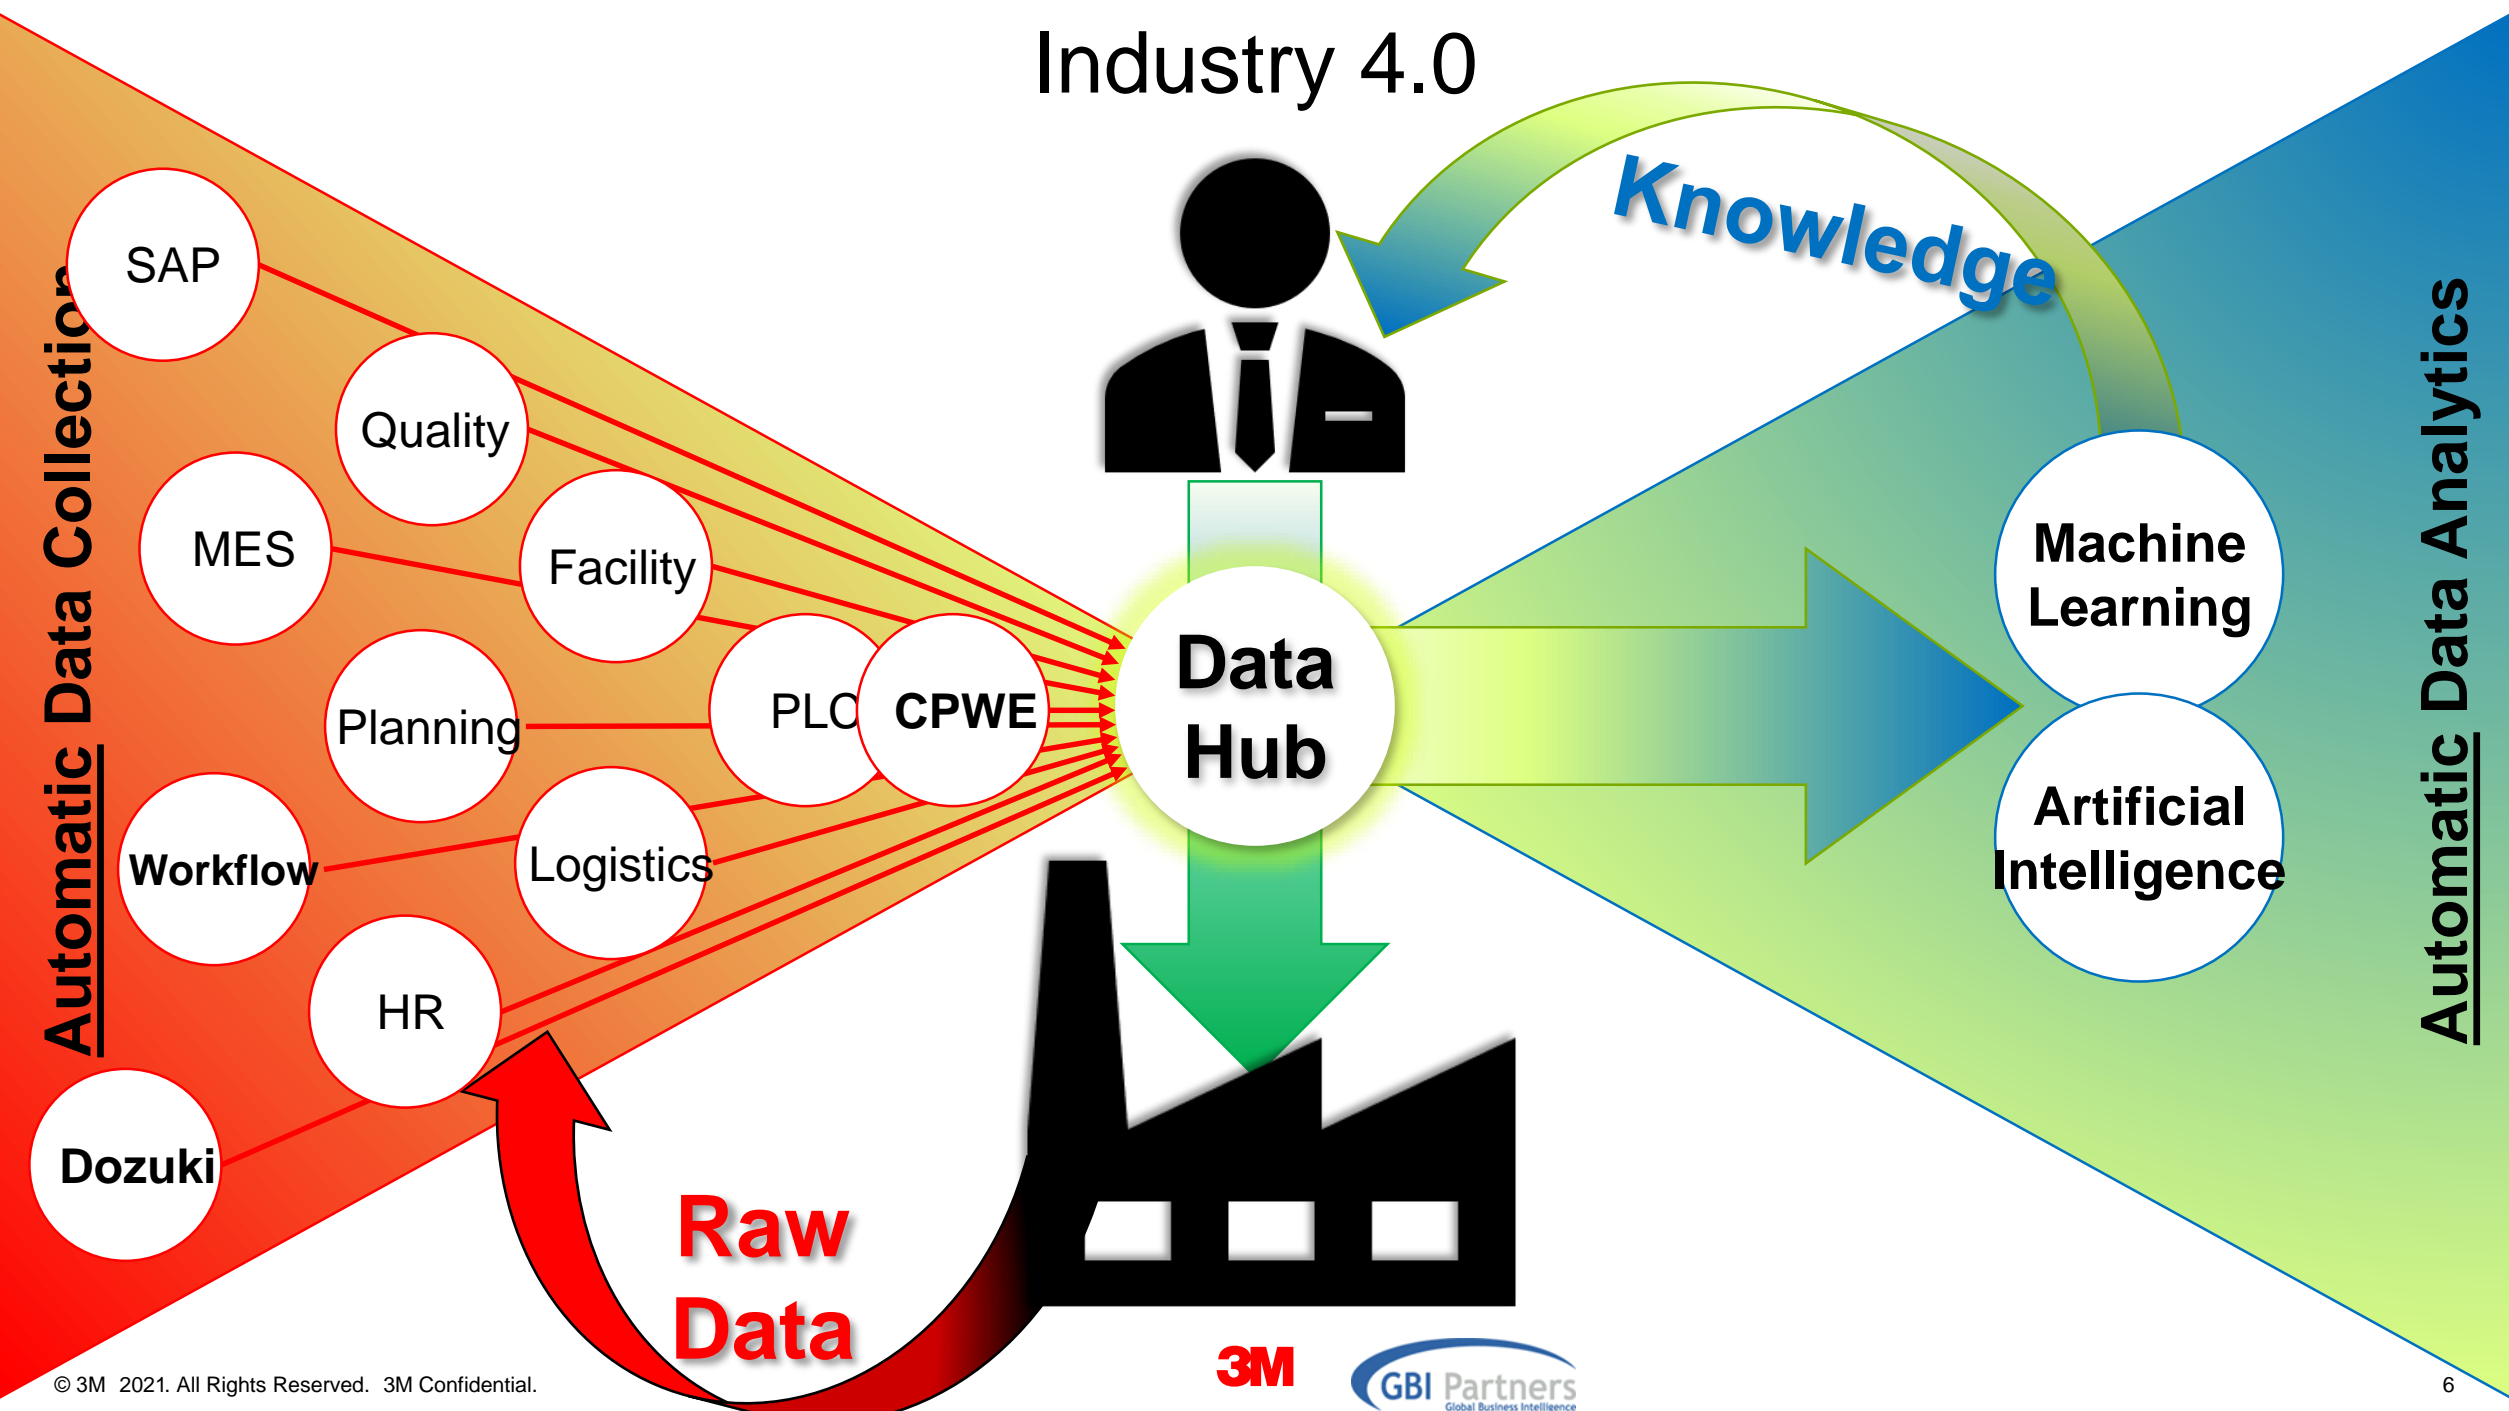 Industry 4.0
Automatic Data Collection
SAP
Quality
MES
Facility
Planning
PLC
CPWE
Workflow
Logistics
HR
Dozuki
Data
Hub
Knowledge
Machine
Learning
Artificial
Intelligence
Automatic Data Analytics
Raw
Data
© 3M 2021. All Rights Reserved. 3M Confidential.
3M
GBI Partners
Global Business Intelligence
6